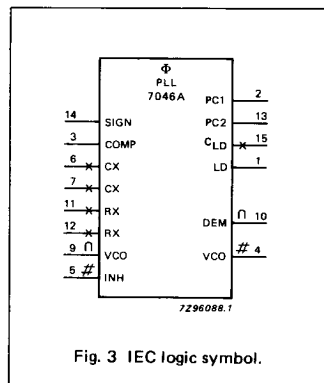 Φ
PLL
7046A
14 SIGN
3 COMP
6 CX
7 CX
11 RX
12 RX
9 ∩ VCO
5 # INH
PC1 2
PC2 13
CLD 15
LD 1
DEM ∩ 10
VCO # 4
7Z96088.1
Fig. 3 IEC logic symbol.